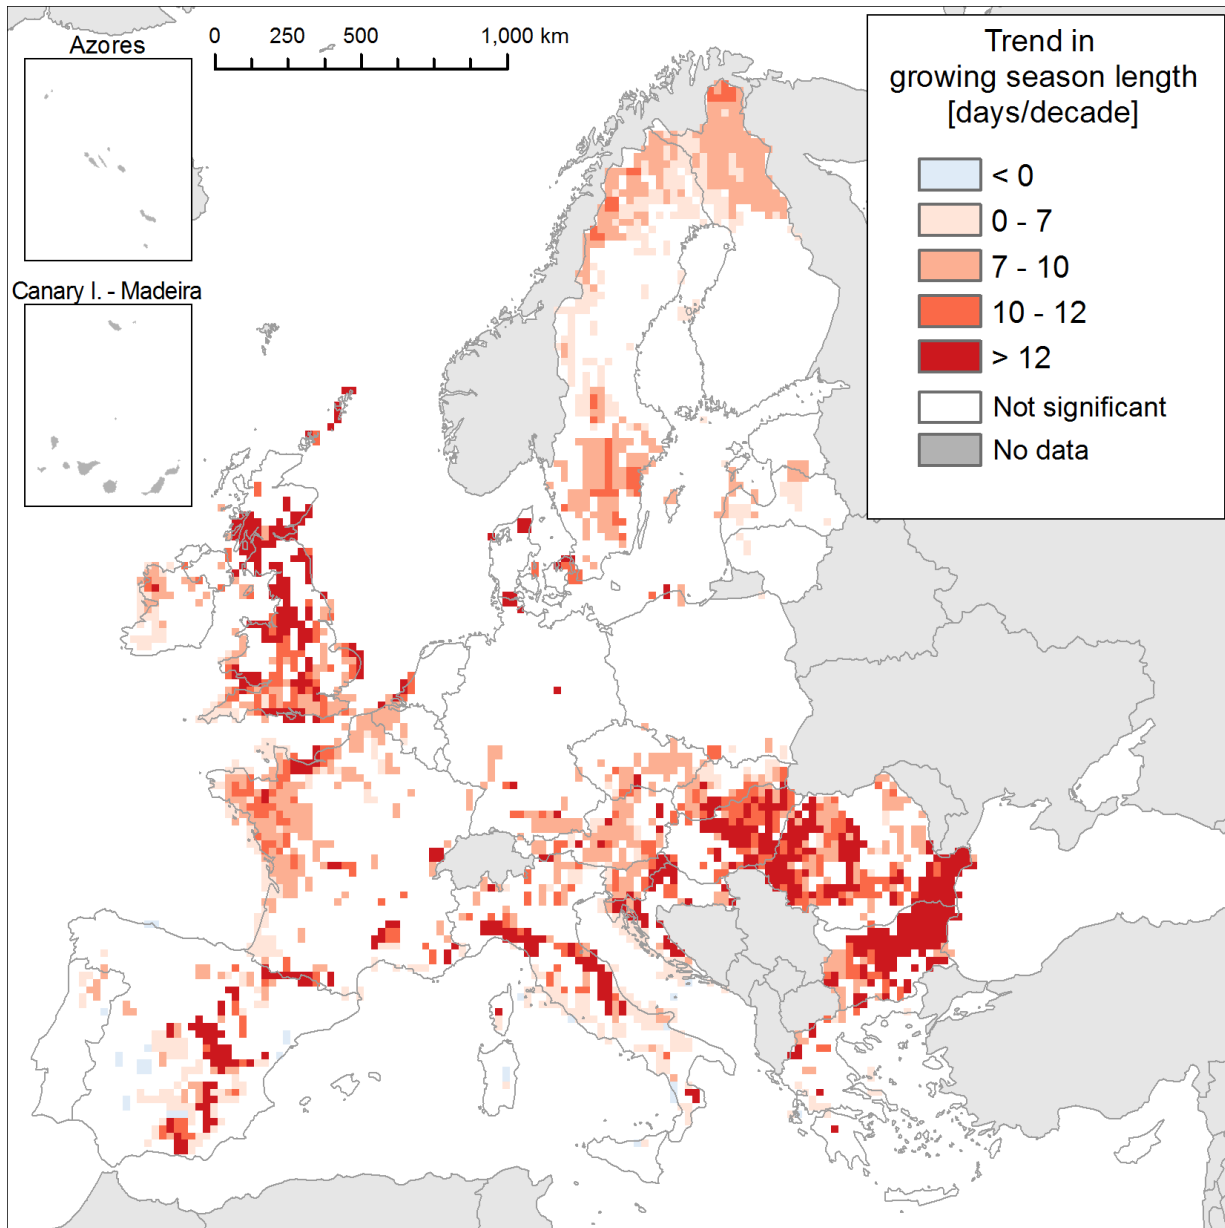 Azores
0 250 500 1,000 km
Canary I. - Madeira
Trend in
growing season length
[days/decade]
< 0
0 - 7
7 - 10
10 - 12
> 12
Not significant
No data